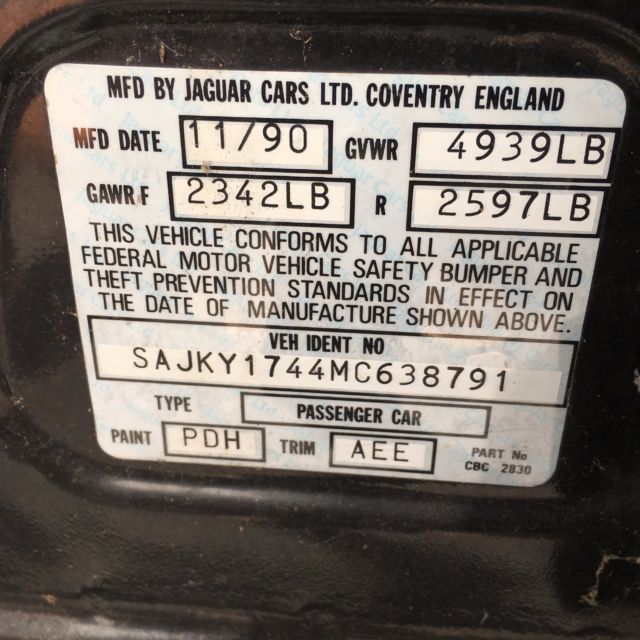 MFD BY JAGUAR CARS LTD. COVENTRY ENGLAND
MFD DATE 11/90 GVWR 4939LB
GAWR F 2342LB R 2597LB
THIS VEHICLE CONFORMS TO ALL APPLICABLE
FEDERAL MOTOR VEHICLE SAFETY BUMPER AND
THEFT PREVENTION STANDARDS IN EFFECT ON
THE DATE OF MANUFACTURE SHOWN ABOVE.
VEH IDENT NO
SAJKY1744MC638791
TYPE PASSENGER CAR
PAINT PDH TRIM AEE PART No
CBC 2830